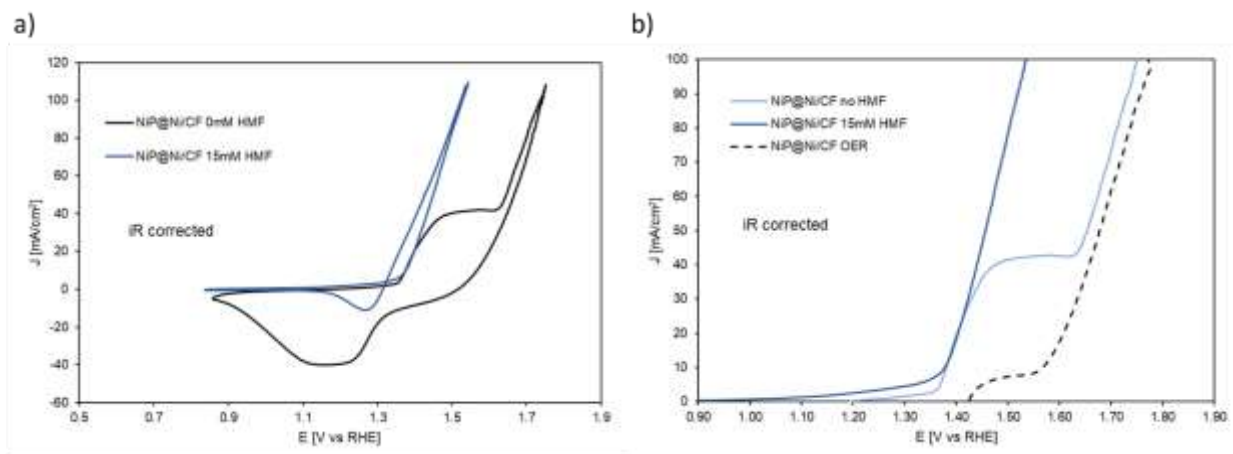 a)
120
100
80
60
40
20
0
-20
-40
-60
J [mA/cm²]
NiP@Ni/CF 0mM HMF
NiP@Ni/CF 15mM HMF
iR corrected
0.5 0.7 0.9 1.1 1.3 1.5 1.7 1.9
E [V vs RHE]
b)
100
90
80
70
60
50
40
30
20
10
0
J [mA/cm²]
NiP@Ni/CF no HMF
NiP@Ni/CF 15mM HMF
NiP@Ni/CF OER
iR corrected
0.90 1.00 1.10 1.20 1.30 1.40 1.50 1.60 1.70 1.80 1.90
E [V vs RHE]